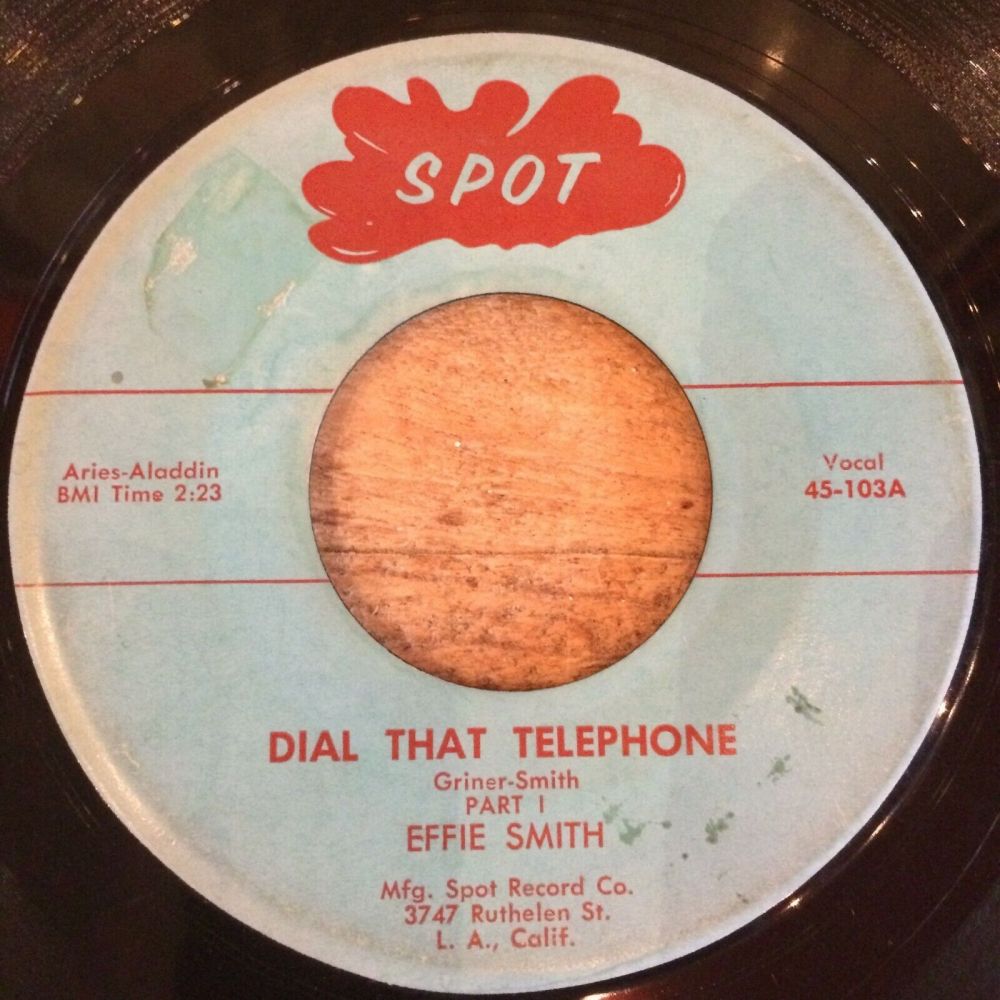 SPOT
Aries-Aladdin
BMI Time 2:23
Vocal
45-103A
DIAL THAT TELEPHONE
Griner-Smith
PART I
EFFIE SMITH
Mfg. Spot Record Co.
3747 Ruthelen St.
L. A., Calif.